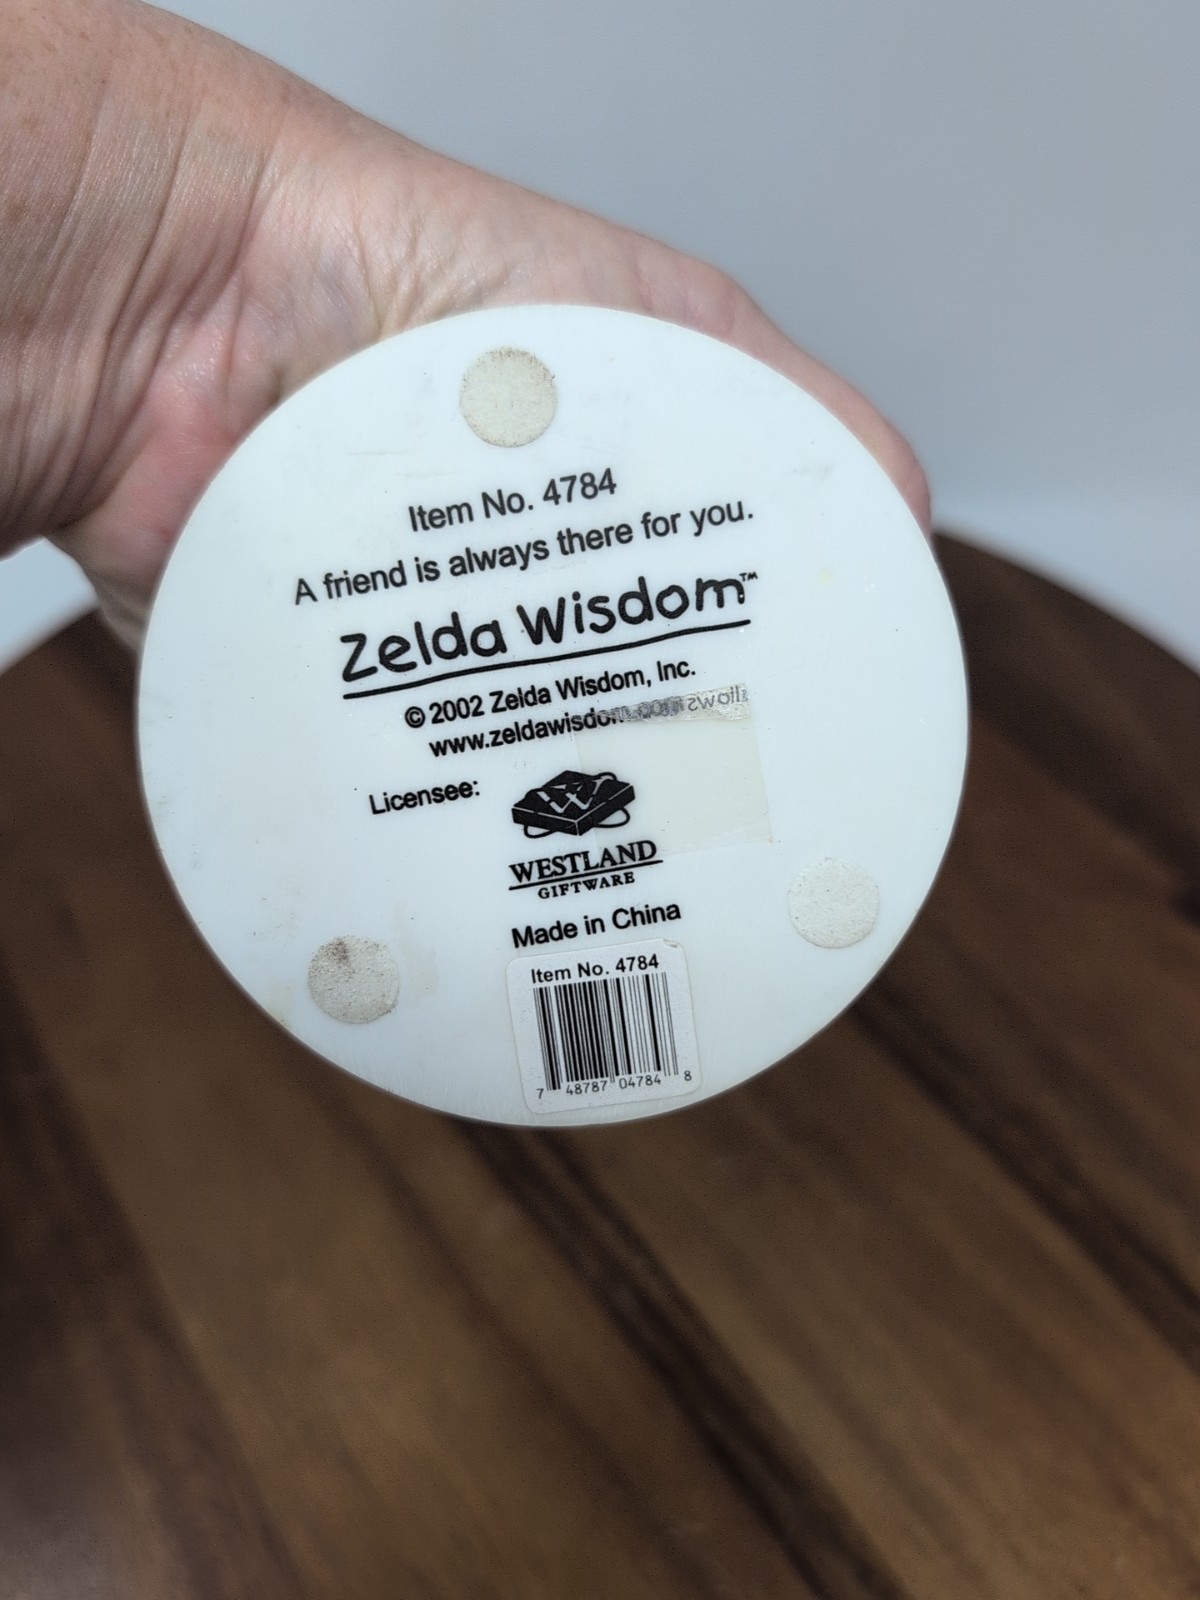 Item No. 4784
A friend is always there for you.
Zelda Wisdom™
© 2002 Zelda Wisdom, Inc.
www.zeldawisdom.com
Licensee:
W
WESTLAND
GIFTWARE
Made in China
Item No. 4784
7 48787 04784 8